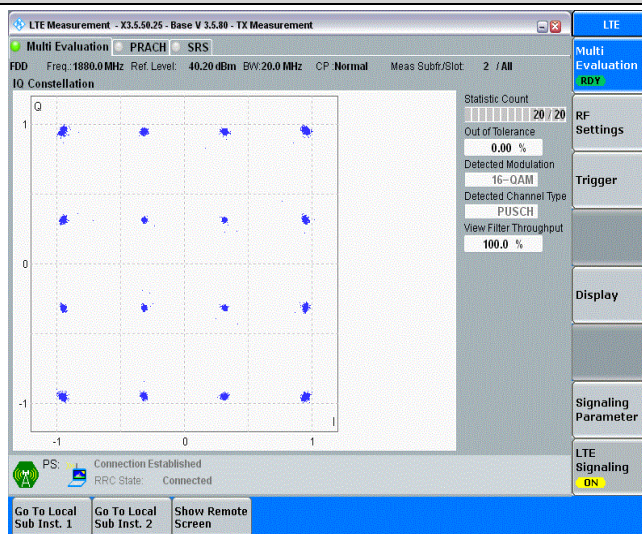 LTE Measurement - X3.5.50.25 - Base V 3.5.80 - TX Measurement
LTE
Multi Evaluation PRACH SRS
FDD Freq.:1880.0 MHz Ref. Level: 40.20 dBm BW:20.0 MHz CP :Normal Meas Subfr./Slot: 2 / All
IQ Constellation
Q
1
0
-1
-1 0 1
I
Statistic Count
20 / 20
Out of Tolerance
0.00 %
Detected Modulation
16-QAM
Detected Channel Type
PUSCH
View Filter Throughput
100.0 %
Multi
Evaluation
RDY
RF
Settings
Trigger
Display
Signaling
Parameter
LTE
Signaling
ON
PS: Connection Established
RRC State: Connected
Go To Local
Sub Inst. 1
Go To Local
Sub Inst. 2
Show Remote
Screen